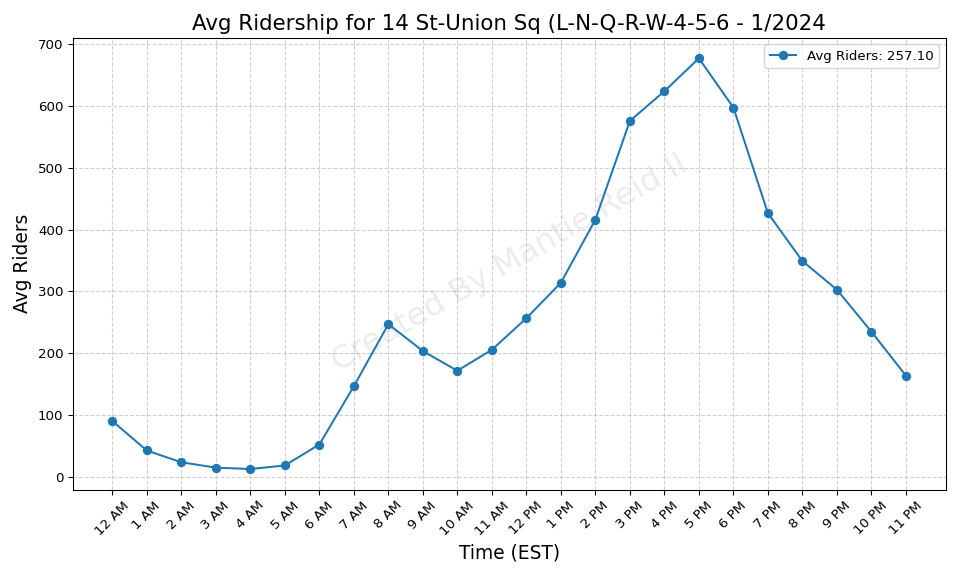 Avg Ridership for 14 St-Union Sq (L-N-Q-R-W-4-5-6 - 1/2024
Avg Riders: 257.10
700
600
500
400
300
200
100
0
Avg Riders
Created By Mantie Reid II
12 AM
1 AM
2 AM
3 AM
4 AM
5 AM
6 AM
7 AM
8 AM
9 AM
10 AM
11 AM
12 PM
1 PM
2 PM
3 PM
4 PM
5 PM
6 PM
7 PM
8 PM
9 PM
10 PM
11 PM
Time (EST)